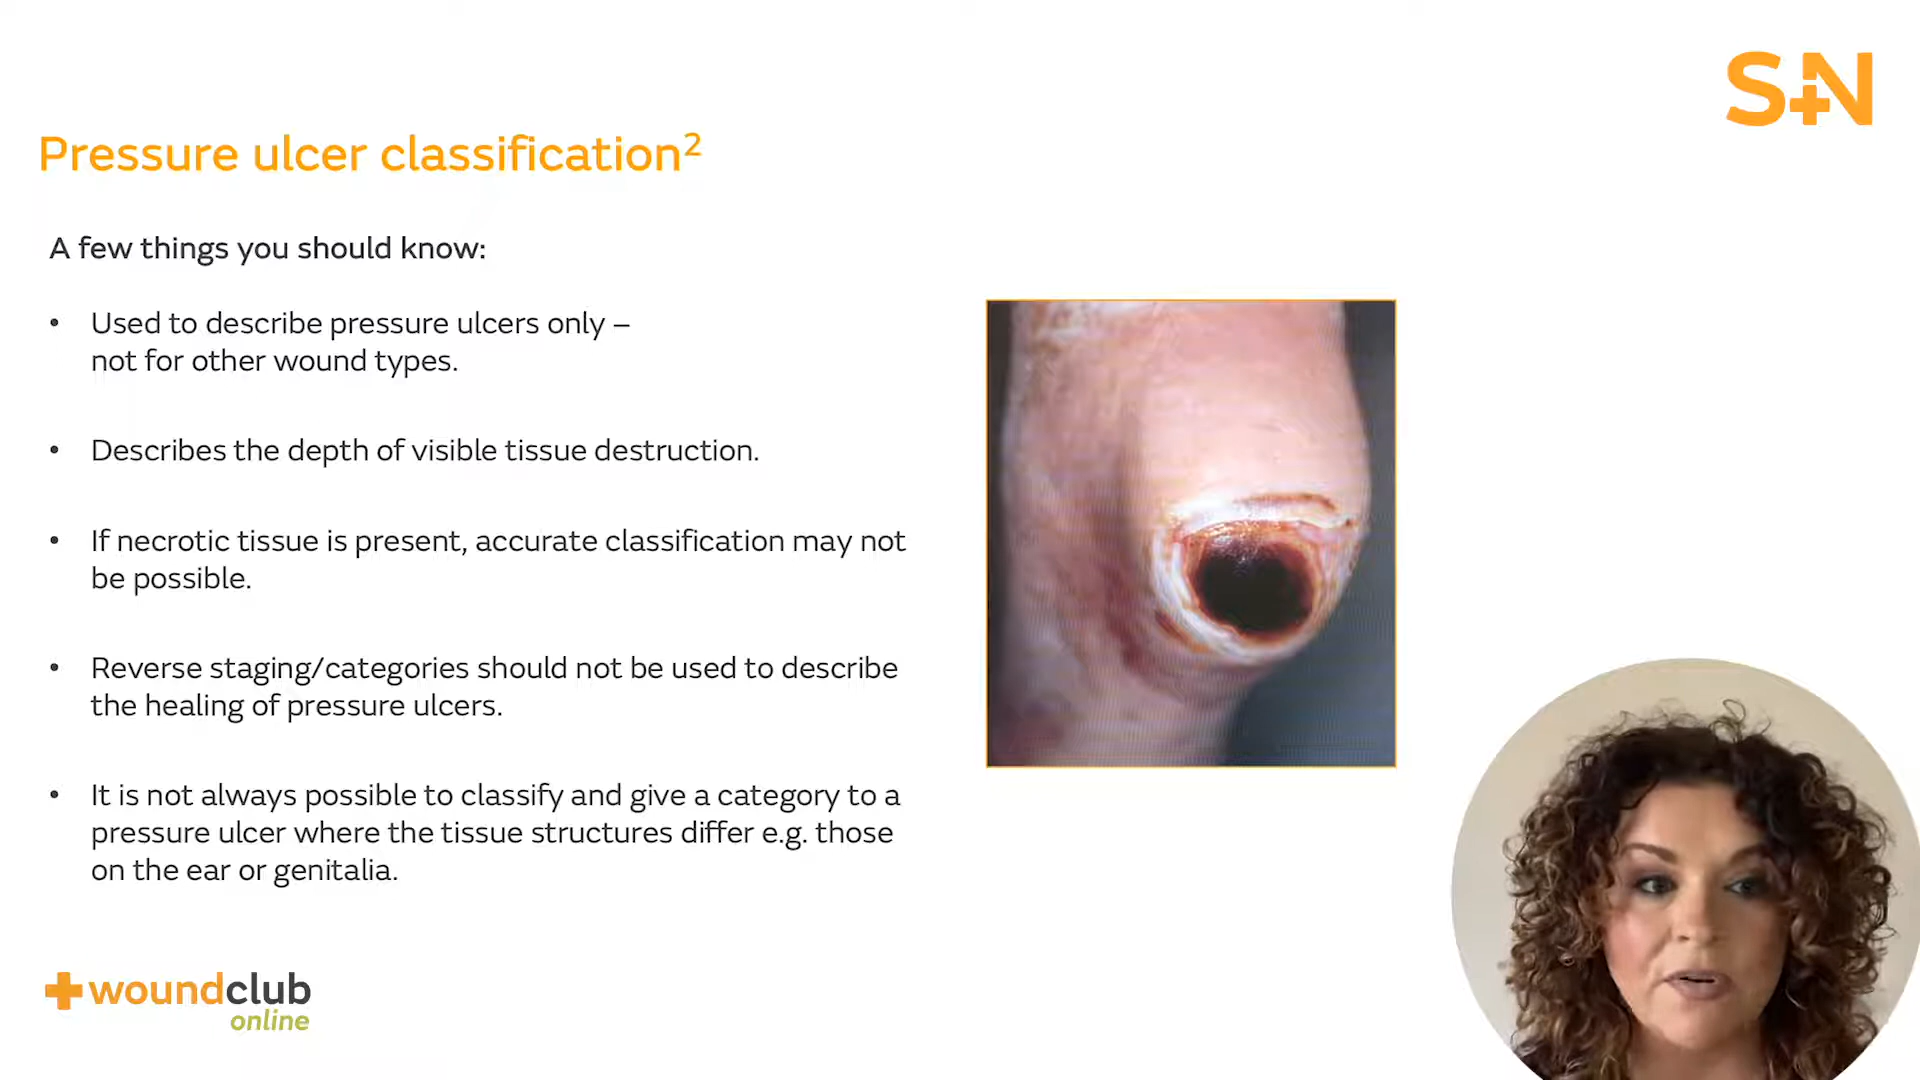 S+N
Pressure ulcer classification²
A few things you should know:
• Used to describe pressure ulcers only –
not for other wound types.
• Describes the depth of visible tissue destruction.
• If necrotic tissue is present, accurate classification may not
be possible.
• Reverse staging/categories should not be used to describe
the healing of pressure ulcers.
• It is not always possible to classify and give a category to a
pressure ulcer where the tissue structures differ e.g. those
on the ear or genitalia.
woundclub
online